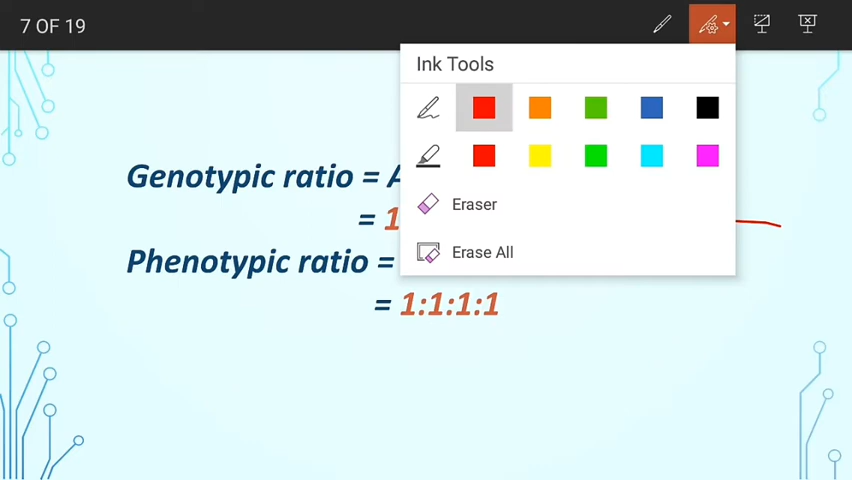 7 OF 19
Ink Tools
Genotypic ratio =
Eraser
= 1
Erase All
Phenotypic ratio =
= 1:1:1:1